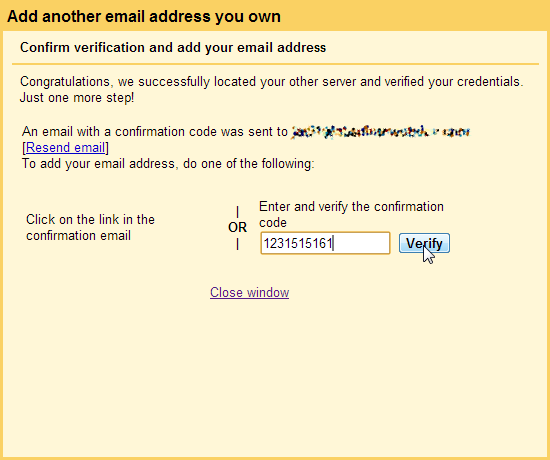 Add another email address you own
Confirm verification and add your email address
Congratulations, we successfully located your other server and verified your credentials.
Just one more step!
An email with a confirmation code was sent to
[Resend email]
To add your email address, do one of the following:
Click on the link in the
confirmation email
|
OR
|
Enter and verify the confirmation
code
1231515161
Verify
Close window